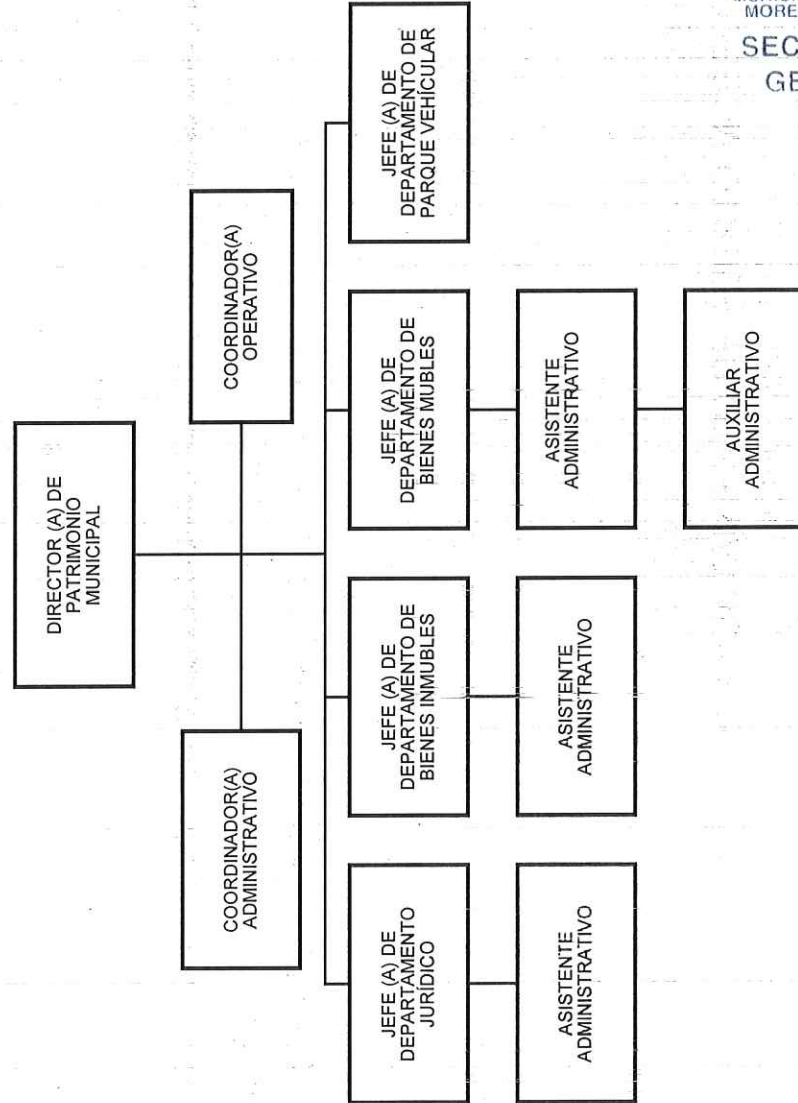 DIRECTOR (A) DE
PATRIMONIO
MUNICIPAL
COORDINADOR(A)
ADMINISTRATIVO
COORDINADOR(A)
OPERATIVO
JEFE (A) DE
DEPARTAMENTO
JURÍDICO
JEFE (A) DE
DEPARTAMENTO DE
BIENES INMUBLES
JEFE (A) DE
DEPARTAMENTO DE
BIENES MUBLES
JEFE (A) DE
DEPARTAMENTO DE
PARQUE VEHÍCULAR
ASISTENTE
ADMINISTRATIVO
ASISTENTE
ADMINISTRATIVO
ASISTENTE
ADMINISTRATIVO
AUXILIAR
ADMINISTRATIVO
MORE
SEC
GE